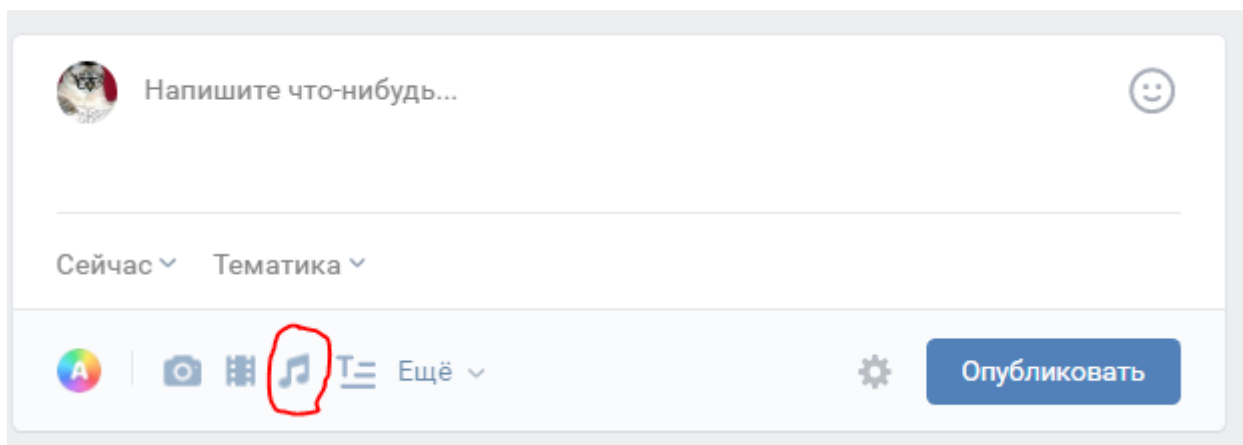 Напишите что-нибудь...
Сейчас Тематика
A T Ещё Опубликовать